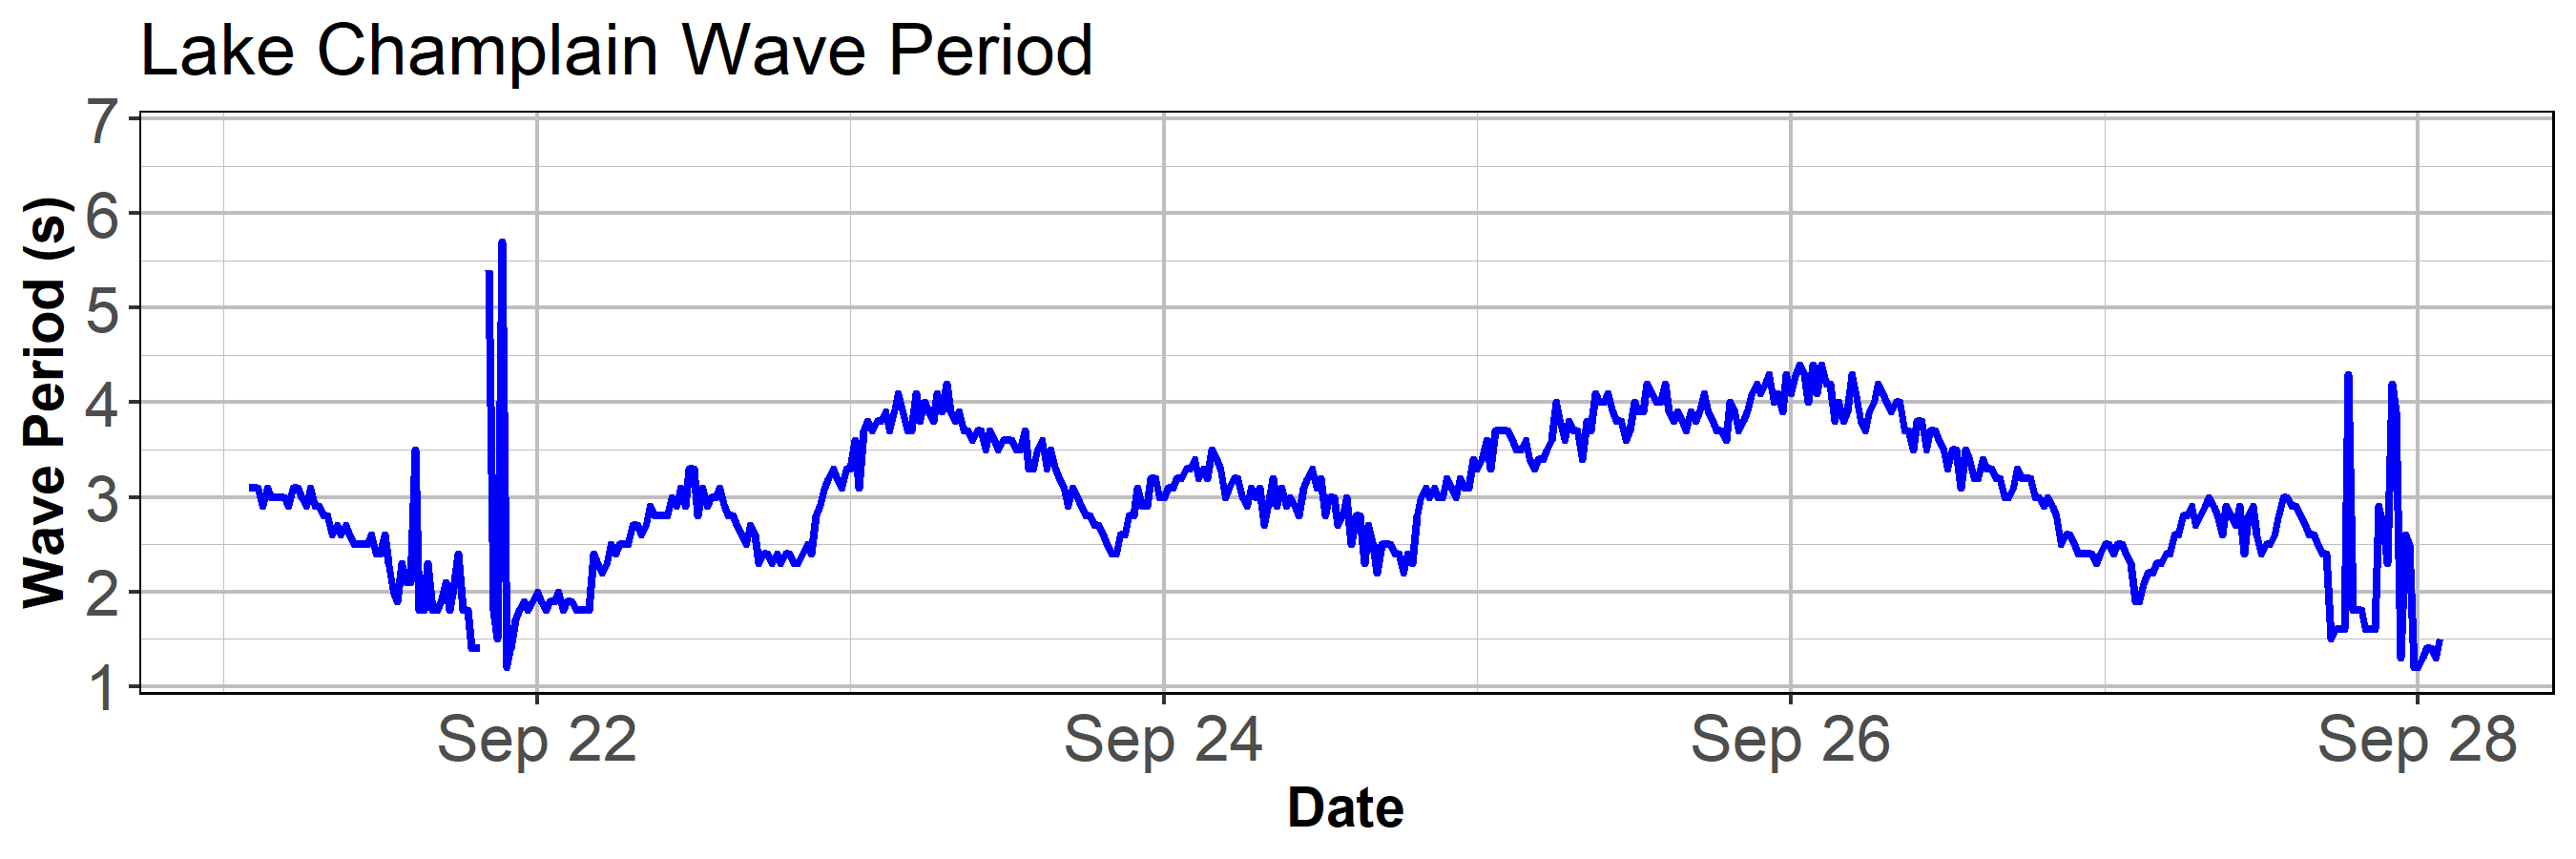 Lake Champlain Wave Period
Wave Period (s)
7
6
5
4
3
2
1
Sep 22
Sep 24
Sep 26
Sep 28
Date